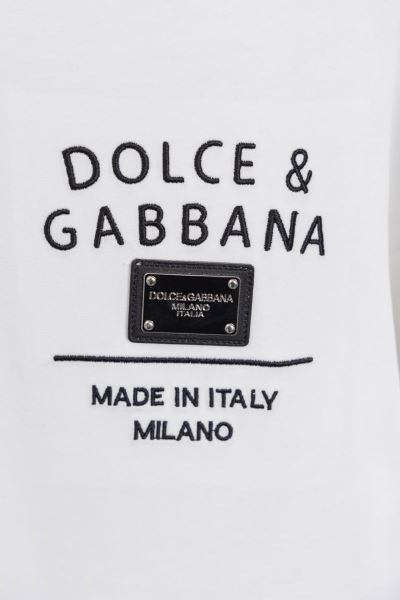 DOLCE &
GABBANA
DOLCE&GABBANA
MILANO
ITALIA
MADE IN ITALY
MILANO